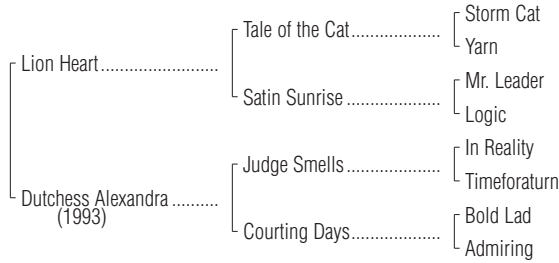 Storm Cat
Tale of the Cat....................
Yarn
Lion Heart..........................
Mr. Leader
Satin Sunrise .....................
Logic
In Reality
Judge Smells.....................
Timeforaturn
Dutchess Alexandra ..........
(1993)
Bold Lad
Courting Days....................
Admiring